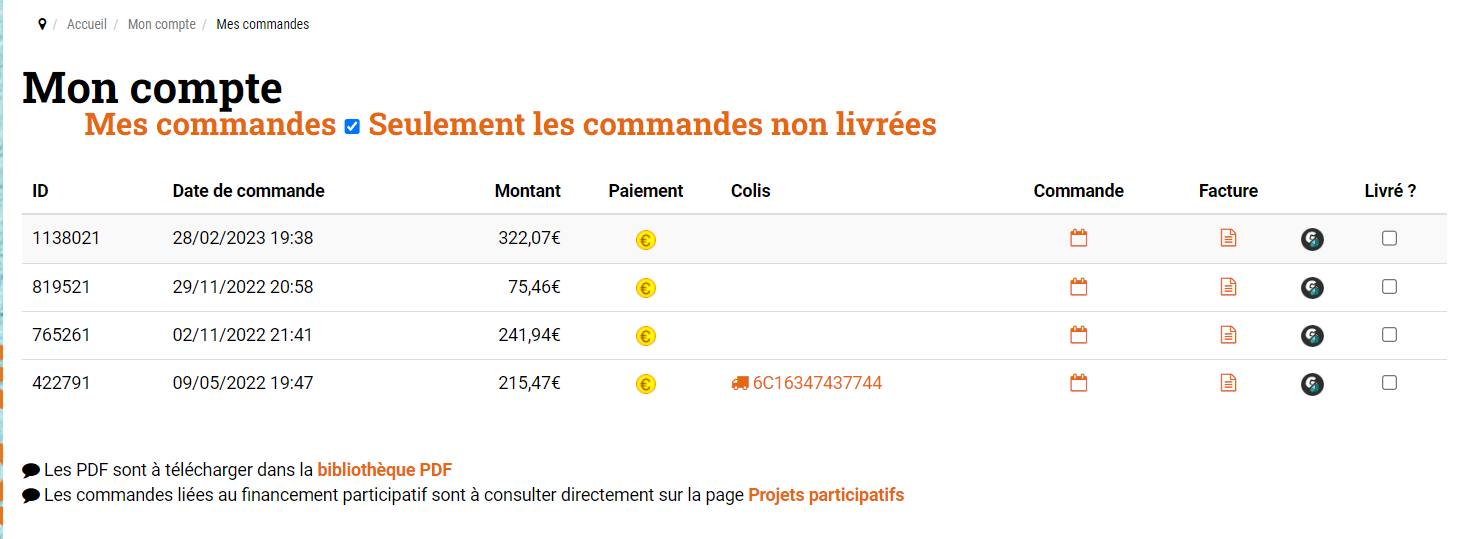 / Accueil / Mon compte / Mes commandes
Mon compte
Mes commandes Seulement les commandes non livrées
ID Date de commande Montant Paiement Colis Commande Facture Livré ?
1138021 28/02/2023 19:38 322,07€ €
819521 29/11/2022 20:58 75,46€ €
765261 02/11/2022 21:41 241,94€ €
422791 09/05/2022 19:47 215,47€ € 6C16347437744
Les PDF sont à télécharger dans la bibliothèque PDF
Les commandes liées au financement participatif sont à consulter directement sur la page Projets participatifs